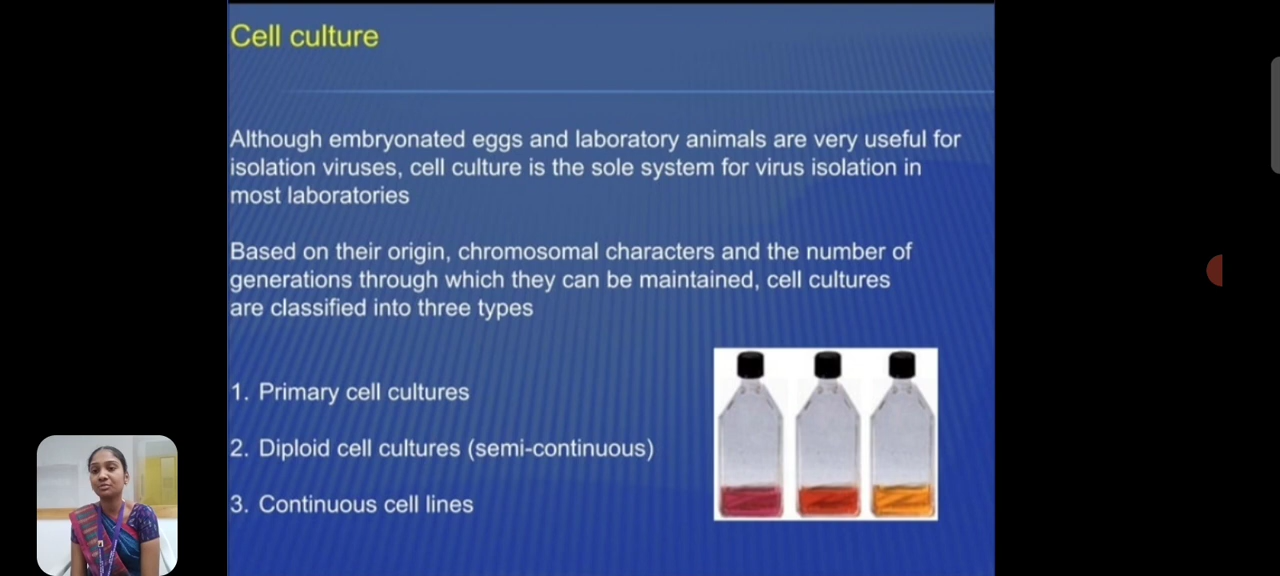 Cell culture
Although embryonated eggs and laboratory animals are very useful for
isolation viruses, cell culture is the sole system for virus isolation in
most laboratories
Based on their origin, chromosomal characters and the number of
generations through which they can be maintained, cell cultures
are classified into three types
1. Primary cell cultures
2. Diploid cell cultures (semi-continuous)
3. Continuous cell lines